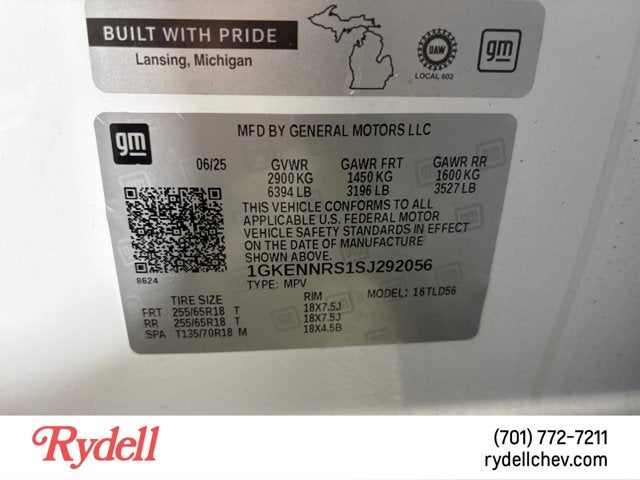 BUILT WITH PRIDE
Lansing, Michigan
UAW
LOCAL 602
gm
gm
MFD BY GENERAL MOTORS LLC
06/25 GVWR GAWR FRT GAWR RR
2900 KG 1450 KG 1600 KG
6394 LB 3196 LB 3527 LB
THIS VEHICLE CONFORMS TO ALL
APPLICABLE U.S. FEDERAL MOTOR
VEHICLE SAFETY STANDARDS IN EFFECT
ON THE DATE OF MANUFACTURE
SHOWN ABOVE.
1GKENNRS1SJ292056
8624
TYPE: MPV MODEL: 16TLD56
TIRE SIZE RIM
FRT 255/65R18 T 18X7.5J
RR 255/65R18 T 18X7.5J
SPA T135/70R18 M 18X4.5B
Rydell
(701) 772-7211
rydellchev.com